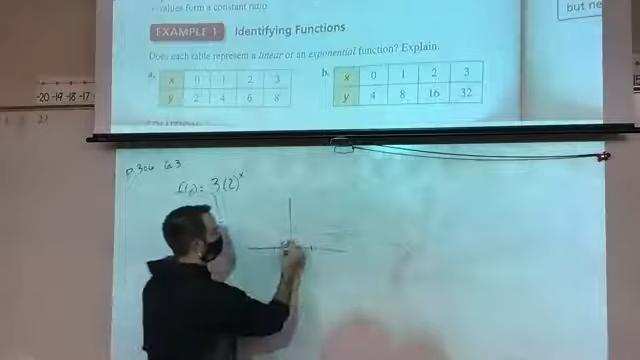 values form a constant ratio
EXAMPLE 1 Identifying Functions
Does each table represent a linear or an exponential function? Explain.
a. x 0 1 2 3
y 2 4 6 8
b. x 0 1 2 3
y 4 8 16 32
but ne
-20 -19 -18 -17
P. 306 6.3
f(x) = 3(2)^x